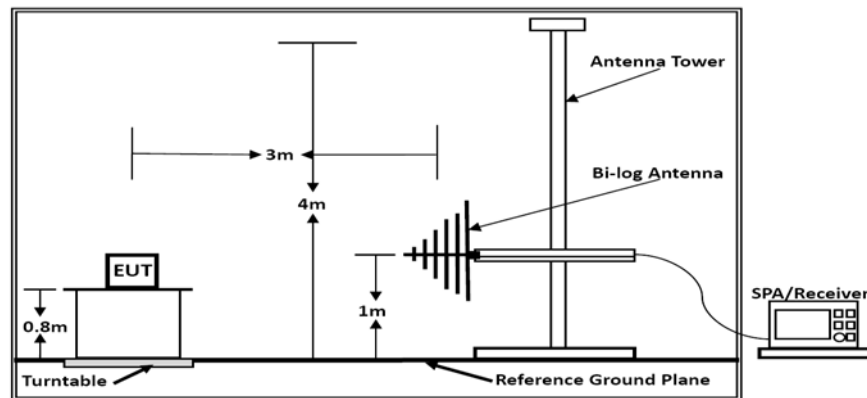 Antenna Tower
3m
Bi-log Antenna
4m
EUT
SPA/Receiver
0.8m
1m
Turntable
Reference Ground Plane